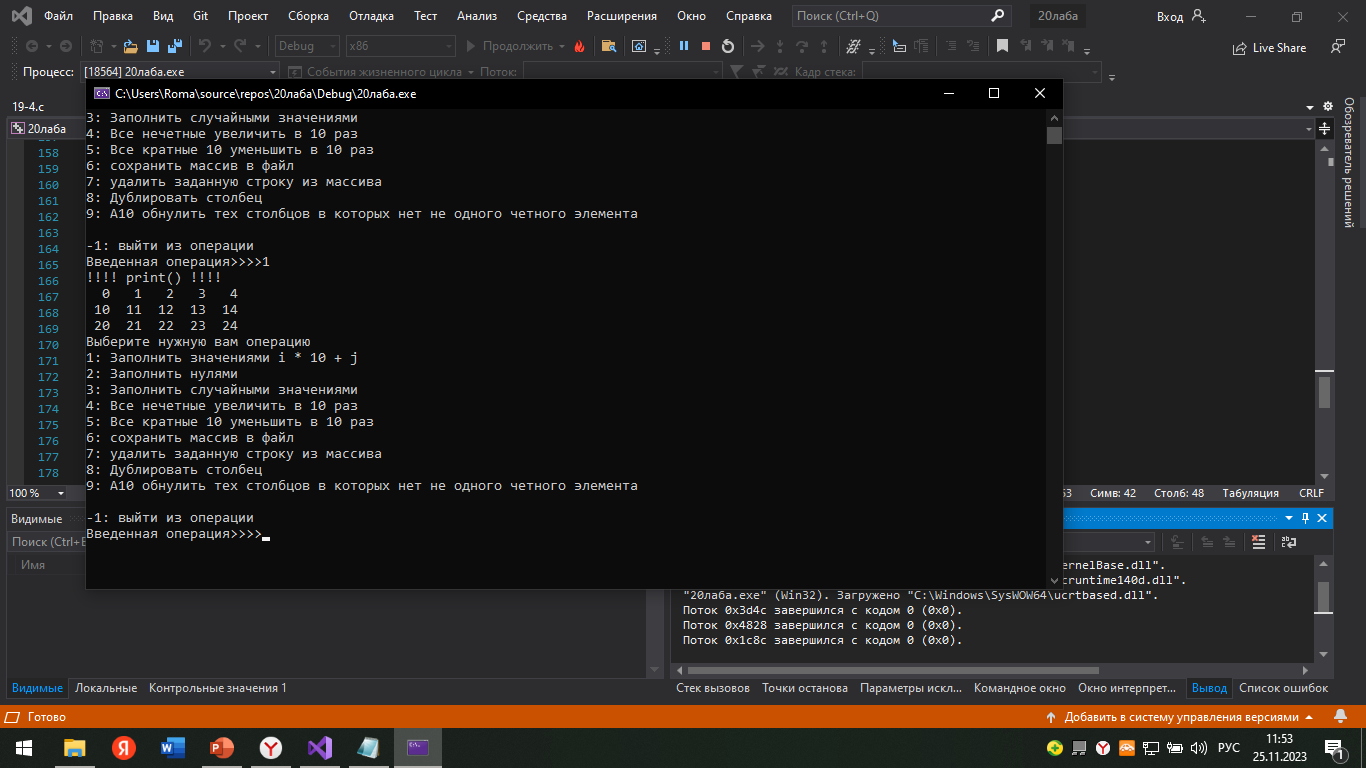 Файл Правка Вид Git Проект Сборка Отладка Тест Анализ Средства Расширения Окно Справка Поиск (Ctrl+Q) 20лаба Вход
Debug x86 Продолжить Live Share
Процесс: [18564] 20лаба.exe События жизненного цикла Поток: Кадр стека:
C:\Users\Roma\source\repos\20лаба\Debug\20лаба.exe
19-4.c
20лаба
Обозреватель решений
158
159
160
161
162
163
164
165
166
167
168
169
170
171
172
173
174
175
176
177
178
3: Заполнить случайными значениями
4: Все нечетные увеличить в 10 раз
5: Все кратные 10 уменьшить в 10 раз
6: сохранить массив в файл
7: удалить заданную строку из массива
8: Дублировать столбец
9: А10 обнулить тех столбцов в которых нет не одного четного элемента
-1: выйти из операции
Введенная операция>>>>1
!!!! print() !!!!
0 1 2 3 4
10 11 12 13 14
20 21 22 23 24
Выберите нужную вам операцию
1: Заполнить значениями i * 10 + j
2: Заполнить нулями
3: Заполнить случайными значениями
4: Все нечетные увеличить в 10 раз
5: Все кратные 10 уменьшить в 10 раз
6: сохранить массив в файл
7: удалить заданную строку из массива
8: Дублировать столбец
9: А10 обнулить тех столбцов в которых нет не одного четного элемента
-1: выйти из операции
Введенная операция>>>>
100 % 53 Симв: 42 Столб: 48 Табуляция CRLF
Видимые
Поиск (Ctrl+E
Имя
ernelBase.dll".
cruntime140d.dll".
"20лаба.exe" (Win32). Загружено "C:\Windows\SysWOW64\ucrtbased.dll".
Поток 0x3d4c завершился с кодом 0 (0x0).
Поток 0x4828 завершился с кодом 0 (0x0).
Поток 0x1c8c завершился с кодом 0 (0x0).
Видимые Локальные Контрольные значения 1 Стек вызовов Точки останова Параметры искл... Командное окно Окно интерпрет... Вывод Список ошибок
Готово Добавить в систему управления версиями
РУС 11:53
25.11.2023 1